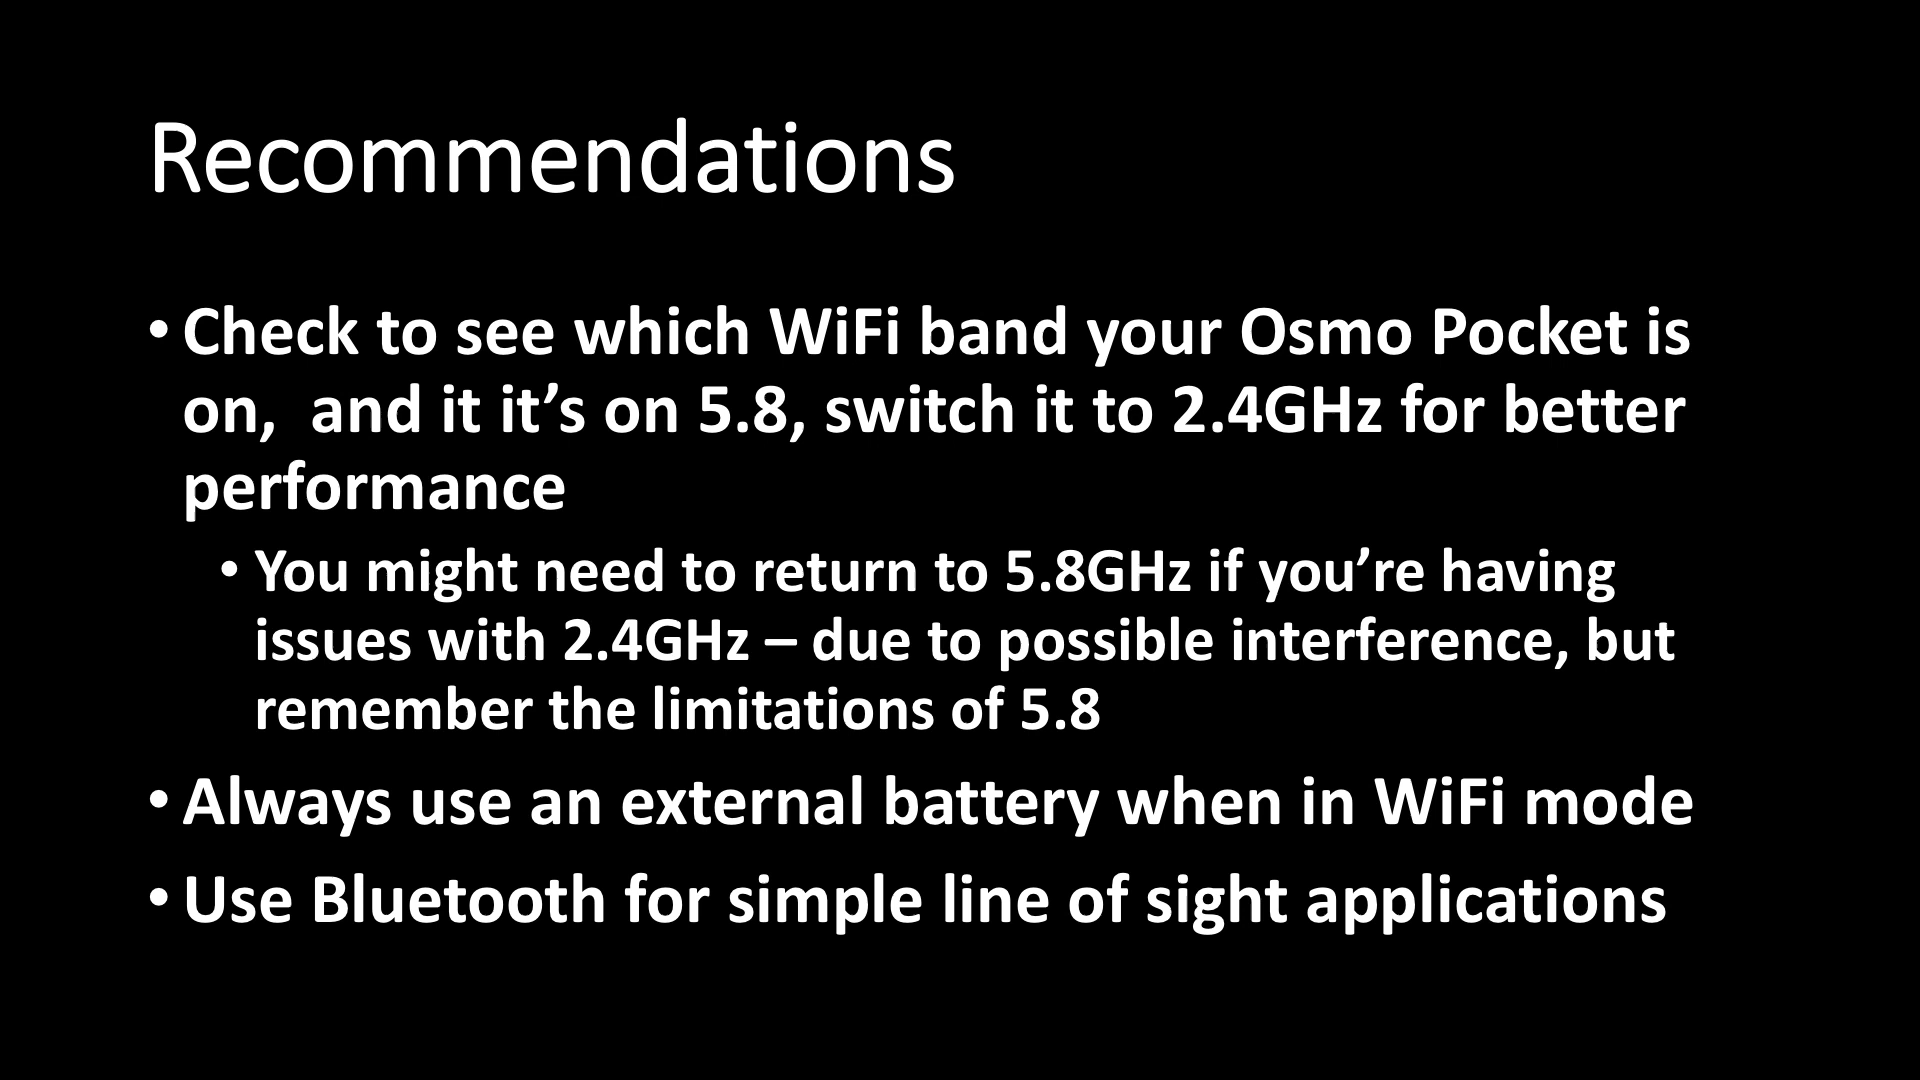 Recommendations
• Check to see which WiFi band your Osmo Pocket is
on,  and it it’s on 5.8, switch it to 2.4GHz for better
performance
• You might need to return to 5.8GHz if you’re having
issues with 2.4GHz – due to possible interference, but
remember the limitations of 5.8
• Always use an external battery when in WiFi mode
• Use Bluetooth for simple line of sight applications